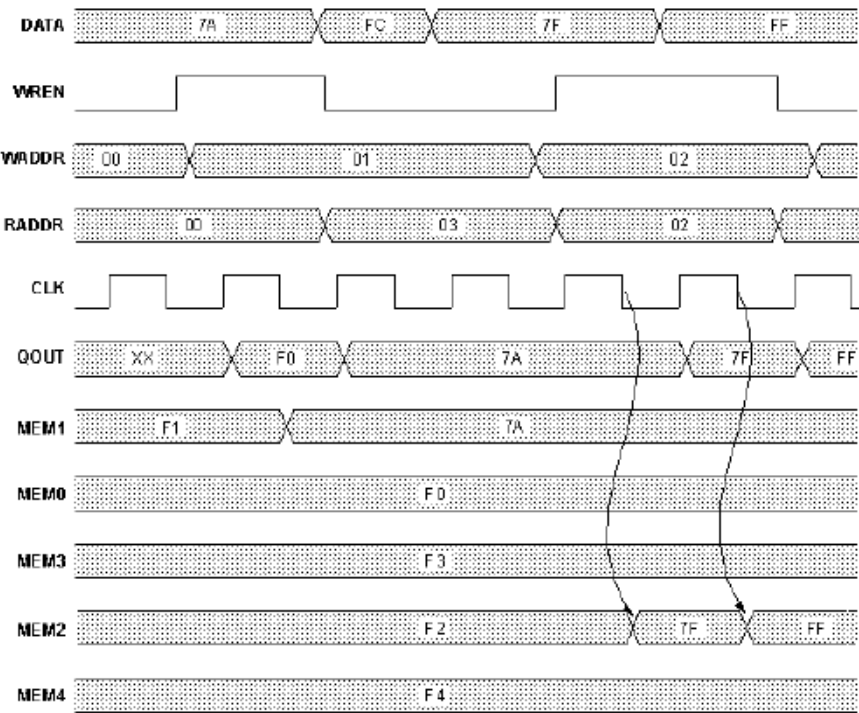 DATA 7A FC 7F FF
WREN
WADDR 00 01 02
RADDR 00 03 02
CLK
QOUT XX F0 7A 7F FF
MEM1 F1 7A
MEM0 F0
MEM3 F3
MEM2 F2 7F FF
MEM4 F4